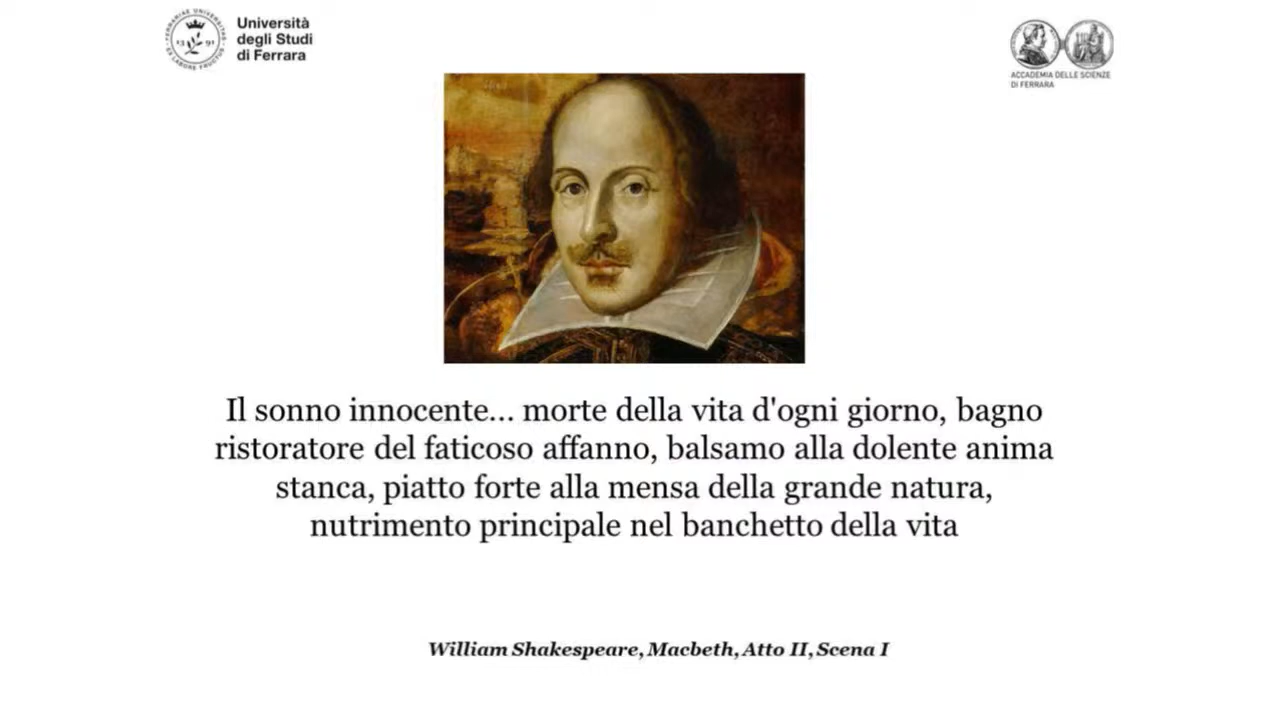 Università
degli Studi
di Ferrara
ACCADEMIA DELLE SCIENZE
DI FERRARA
Il sonno innocente... morte della vita d'ogni giorno, bagno
ristoratore del faticoso affanno, balsamo alla dolente anima
stanca, piatto forte alla mensa della grande natura,
nutrimento principale nel banchetto della vita
William Shakespeare, Macbeth, Atto II, Scena I